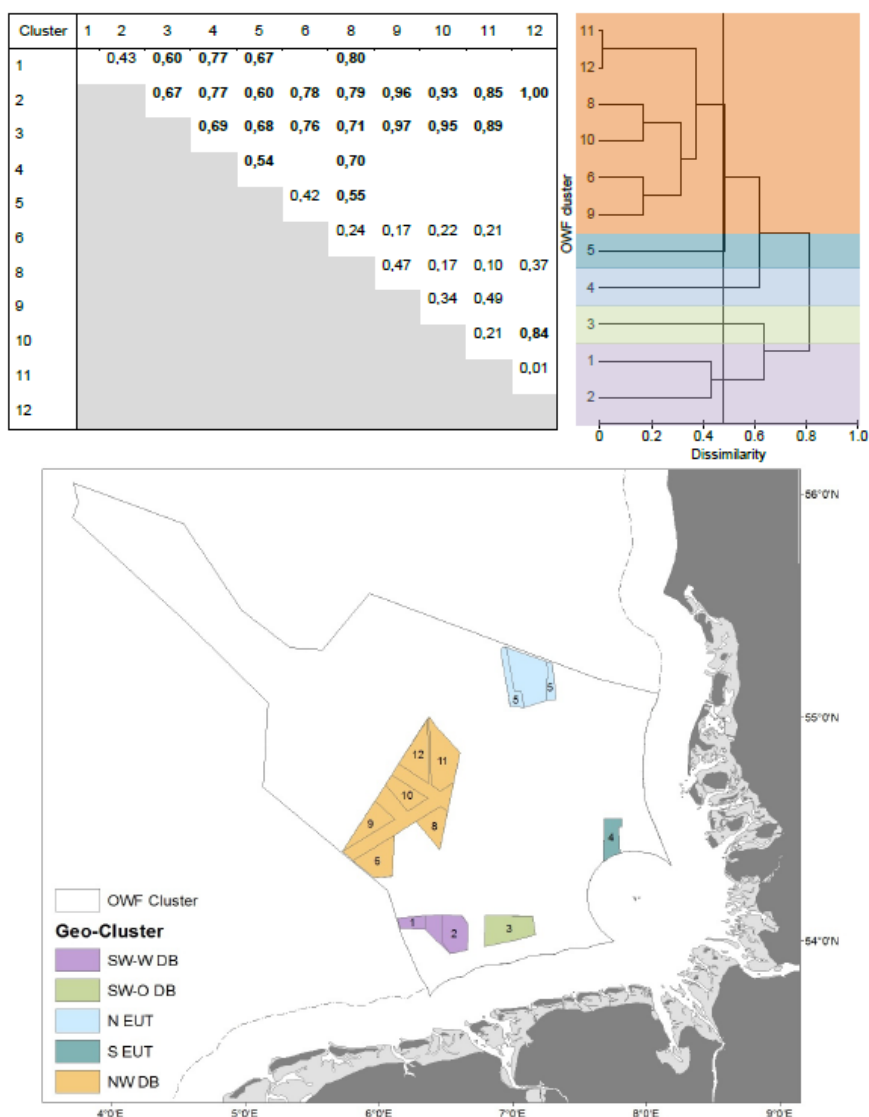 Cluster 1 2 3 4 5 6 8 9 10 11 12
1 0,43 0,60 0,77 0,67 0,80
2 0,67 0,77 0,60 0,78 0,79 0,96 0,93 0,85 1,00
3 0,69 0,68 0,76 0,71 0,97 0,95 0,89
4 0,54 0,70
5 0,42 0,55
6 0,24 0,17 0,22 0,21
8 0,47 0,17 0,10 0,37
9 0,34 0,49
10 0,21 0,84
11 0,01
12
OWF cluster
11
12
8
10
6
9
5
4
3
1
2
0 0.2 0.4 0.6 0.8 1.0
Dissimilarity
56°0'N
55°0'N
54°0'N
5
5
12
11
10
9
8
6
4
1
2
3
OWF Cluster
Geo-Cluster
SW-W DB
SW-O DB
N EUT
S EUT
NW DB
4°0'E 5°0'E 6°0'E 7°0'E 8°0'E 9°0'E